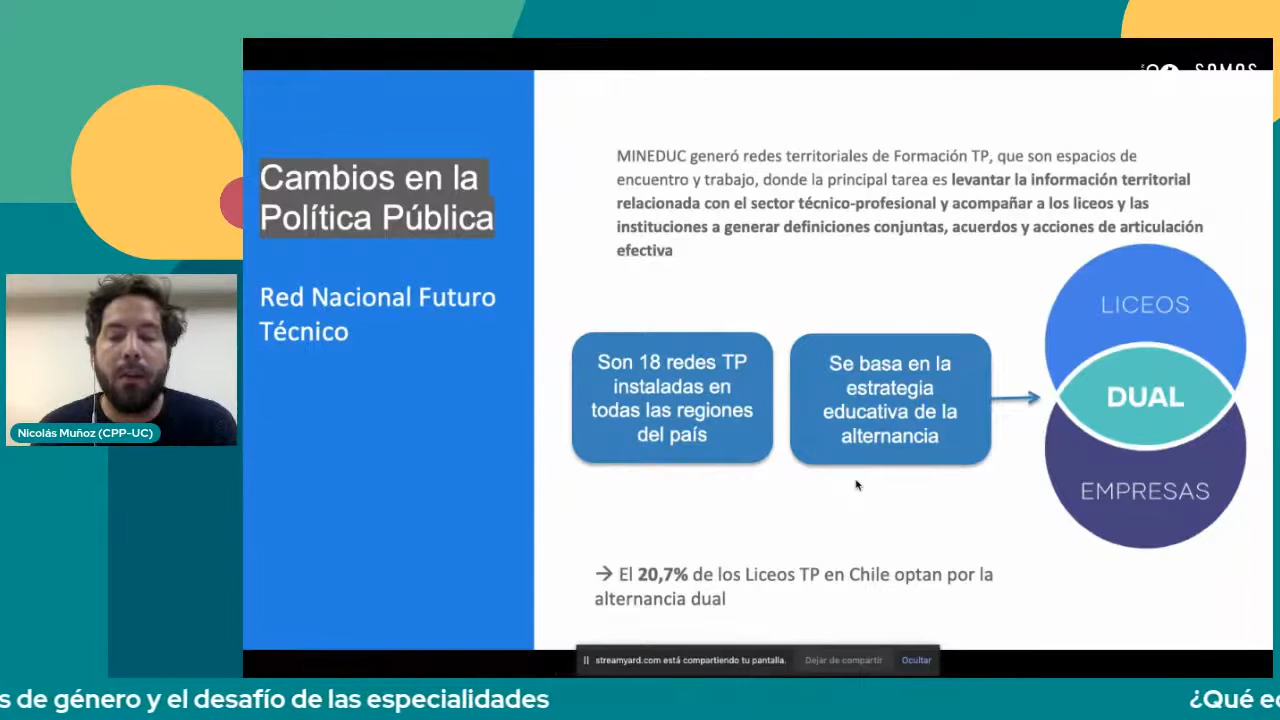 SOMOS
Cambios en la
Política Pública
Red Nacional Futuro
Técnico
MINEDUC generó redes territoriales de Formación TP, que son espacios de
encuentro y trabajo, donde la principal tarea es levantar la información territorial
relacionada con el sector técnico-profesional y acompañar a los liceos y las
instituciones a generar definiciones conjuntas, acuerdos y acciones de articulación
efectiva
Son 18 redes TP
instaladas en
todas las regiones
del país
Se basa en la
estrategia
educativa de la
alternancia
LICEOS
DUAL
EMPRESAS
→ El 20,7% de los Liceos TP en Chile optan por la
alternancia dual
Nicolás Muñoz (CPP-UC)
streamyard.com está compartiendo tu pantalla.
Dejar de compartir
Ocultar
s de género y el desafío de las especialidades
¿Qué e